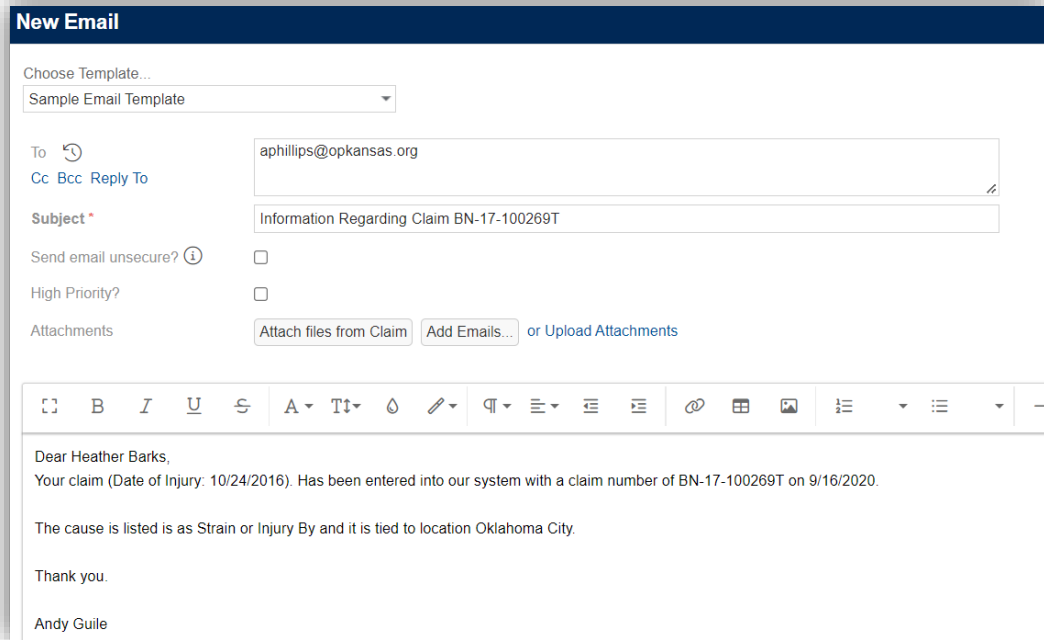 New Email
Choose Template...
Sample Email Template
To
aphillips@opkansas.org
Cc Bcc Reply To
Subject *
Information Regarding Claim BN-17-100269T
Send email unsecure?
High Priority?
Attachments
Attach files from Claim Add Emails... or Upload Attachments
Dear Heather Barks,
Your claim (Date of Injury: 10/24/2016). Has been entered into our system with a claim number of BN-17-100269T on 9/16/2020.
The cause is listed is as Strain or Injury By and it is tied to location Oklahoma City.
Thank you.
Andy Guile